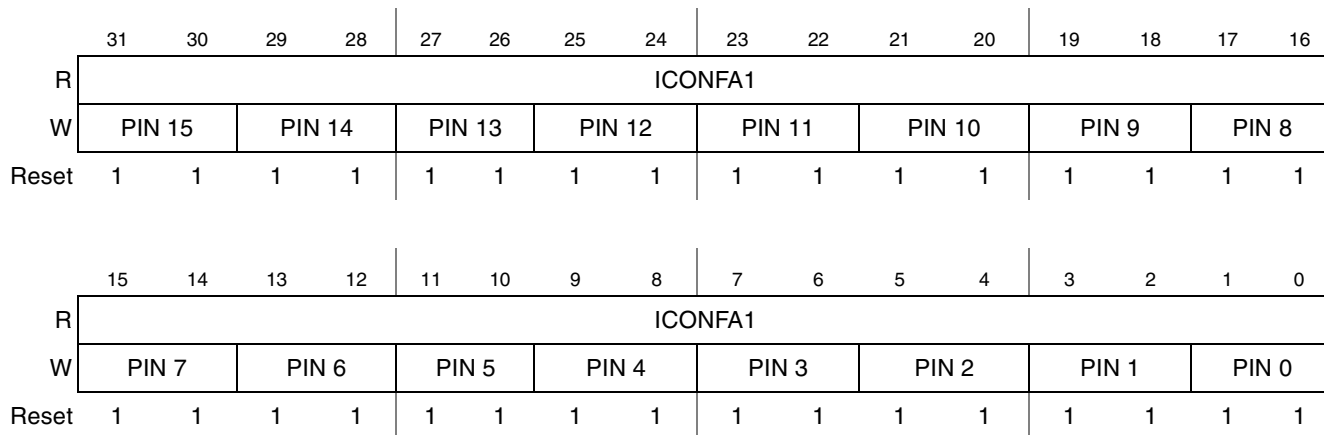 31 30 29 28 27 26 25 24 23 22 21 20 19 18 17 16
R ICONFA1
W PIN 15 PIN 14 PIN 13 PIN 12 PIN 11 PIN 10 PIN 9 PIN 8
Reset 1 1 1 1 1 1 1 1 1 1 1 1 1 1 1 1
15 14 13 12 11 10 9 8 7 6 5 4 3 2 1 0
R ICONFA1
W PIN 7 PIN 6 PIN 5 PIN 4 PIN 3 PIN 2 PIN 1 PIN 0
Reset 1 1 1 1 1 1 1 1 1 1 1 1 1 1 1 1